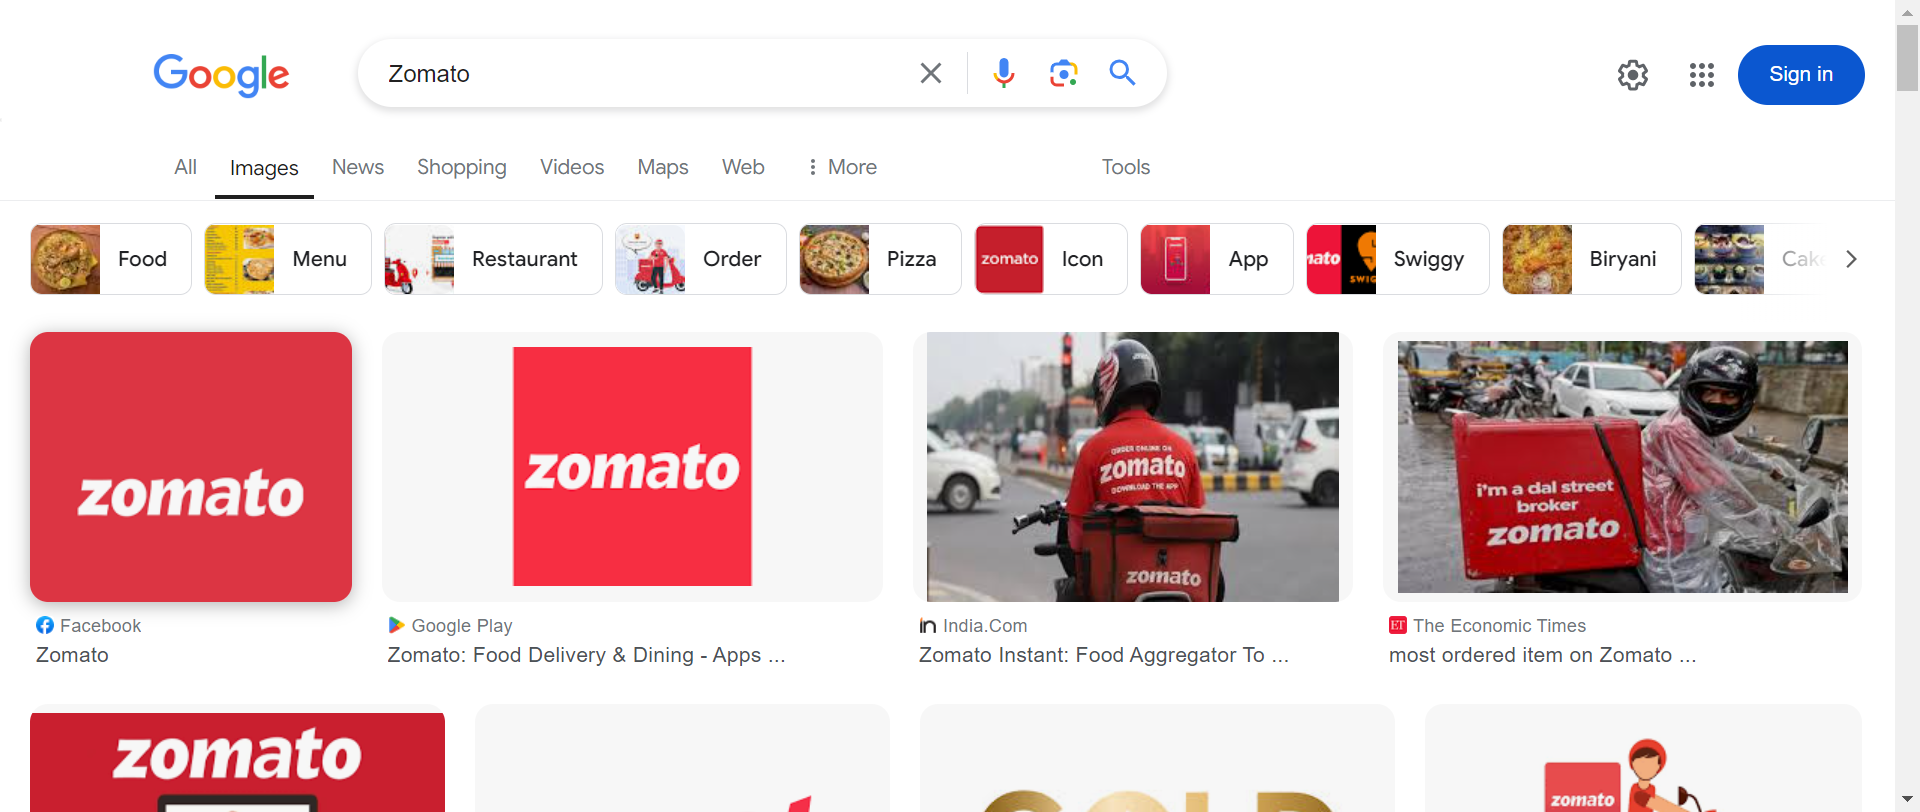 Google
Zomato
Sign in
All
Images
News
Shopping
Videos
Maps
Web
More
Tools
Food
Menu
Restaurant
Order
Pizza
zomato
Icon
App
Swiggy
Biryani
zomato
zomato
ORDER ONLINE ON
zomato
DOWNLOAD THE APP
zomato
i'm a dal street
broker
zomato
Facebook
Zomato
Google Play
Zomato: Food Delivery & Dining - Apps ...
India.Com
Zomato Instant: Food Aggregator To ...
ET The Economic Times
most ordered item on Zomato ...
zomato
zomato